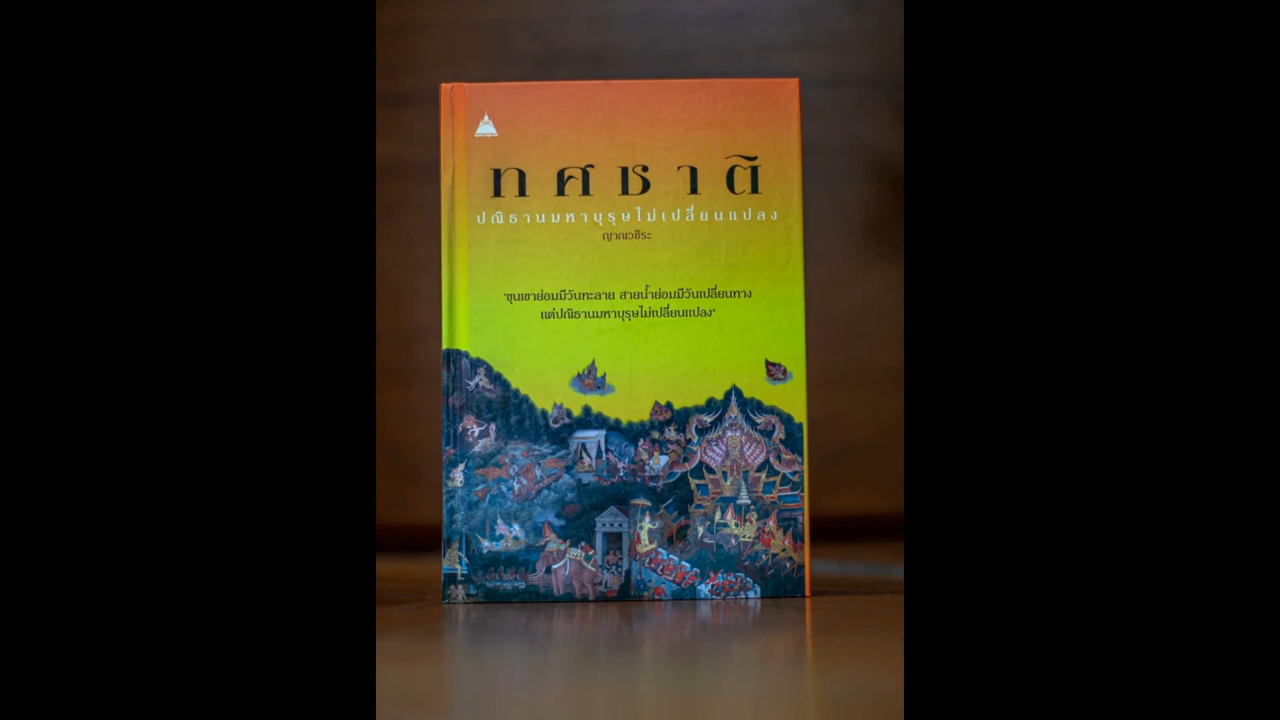 ทศชาติ
ปณิธานมหาบุรุษไม่เปลี่ยนแปลง
ญาณวชิระ
"ขุนเขาย่อมมีวันทะลาย สายน้ำย่อมมีวันเปลี่ยนทาง
แต่ปณิธานมหาบุรุษไม่เปลี่ยนแปลง"